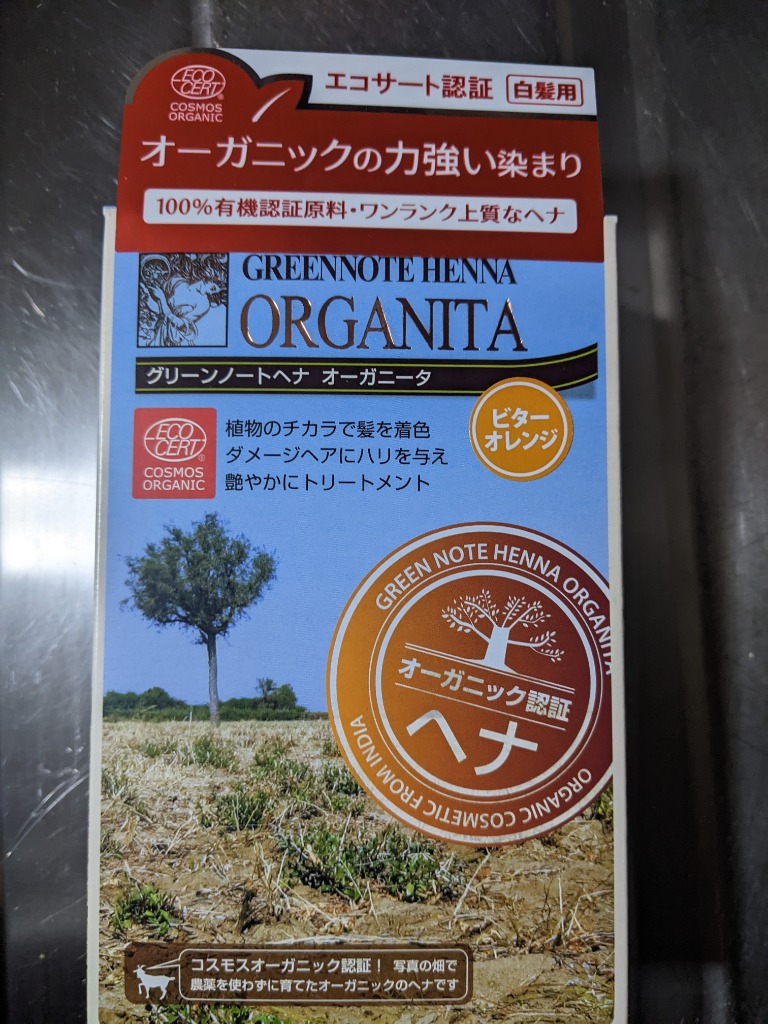 ECO
CERT
COSMOS
ORGANIC
エコサート認証 白髪用
オーガニックの力強い染まり
100%有機認証原料・ワンランク上質なヘナ
GREENNOTE HENNA
ORGANITA
グリーンノートヘナ オーガニータ
ビター
オレンジ
ECO
CERT
COSMOS
ORGANIC
植物のチカラで髪を着色
ダメージヘアにハリを与え
艶やかにトリートメント
GREEN NOTE HENNA ORGANITA
オーガニック認証
ヘナ
ORGANIC COSMETIC FROM INDIA
コスモスオーガニック認証！ 写真の畑で
農薬を使わずに育てたオーガニックのヘナです